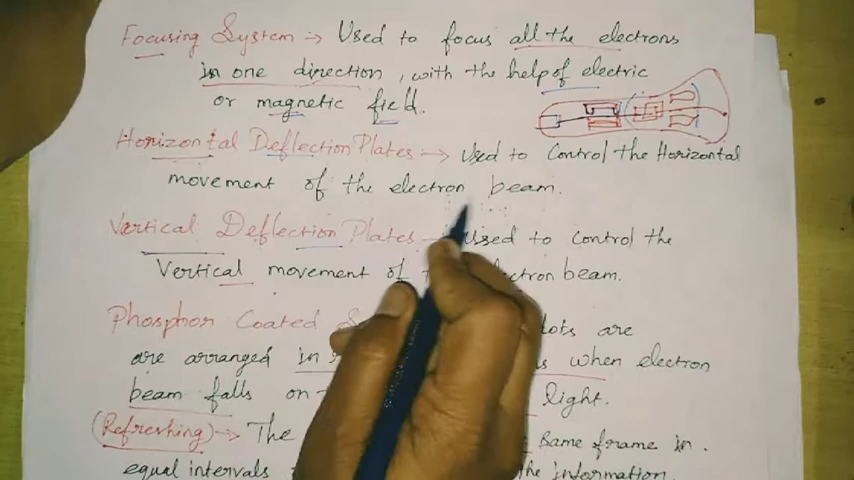 Focusing System → Used to focus all the electrons
in one direction, with the help of electric
or magnetic field.
Horizontal Deflection Plates → Used to Control the Horizontal
movement of the electron beam.
Vertical Deflection Plates → Used to control the
Vertical movement of electron beam.
Phosphor Coated dots are
are arranged in when electron
beam falls on light.
(Refreshing) → The same frame in
equal intervals the information.